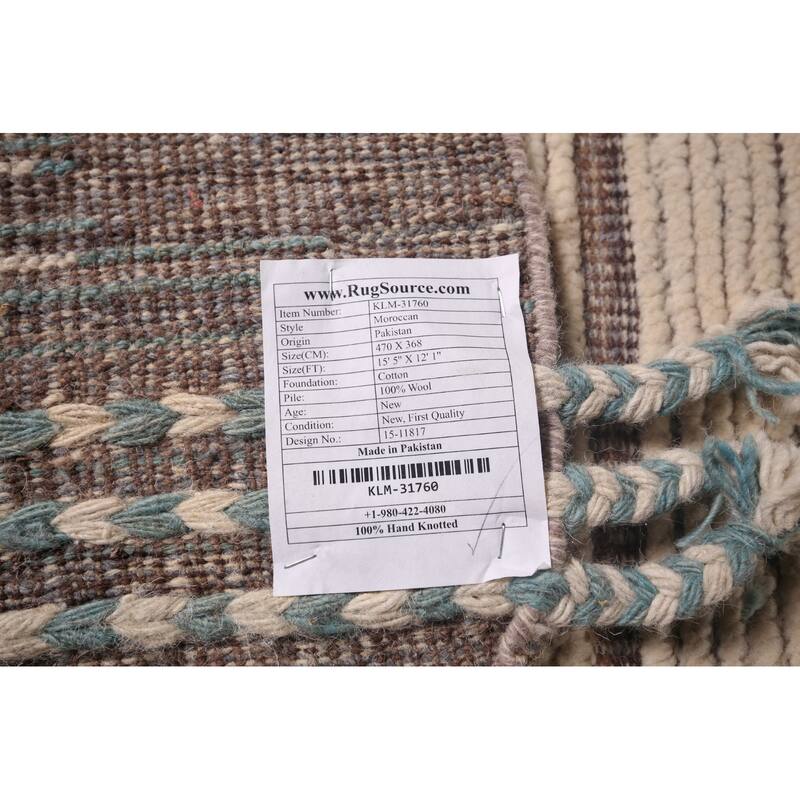 www.RugSource.com
Item Number: KLM-31760
Style Moroccan
Origin Pakistan
Size(CM): 470 X 368
Size(FT): 15' 5" X 12' 1"
Foundation: Cotton
Pile: 100% Wool
Age: New
Condition: New, First Quality
Design No.: 15-11817
Made in Pakistan
KLM-31760
+1-980-422-4080
100% Hand Knotted